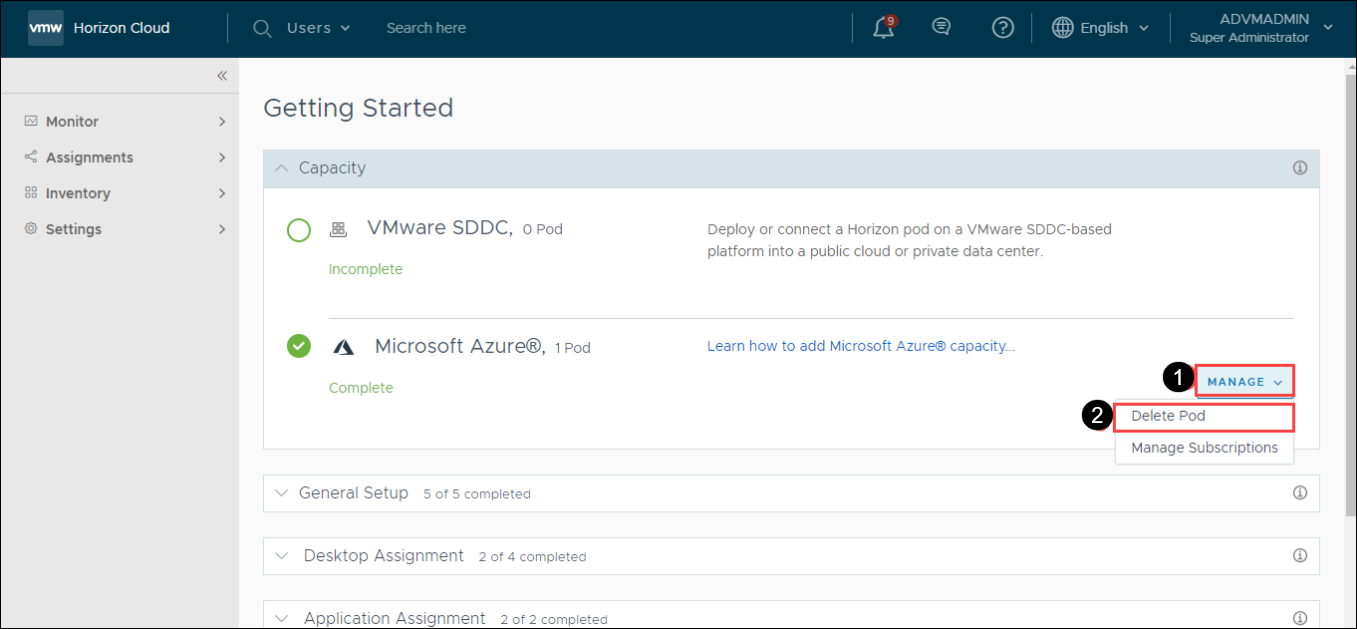 vmw Horizon Cloud
Users
Search here
9
English
ADVMADMIN
Super Administrator
Monitor
Assignments
Inventory
Settings
Getting Started
Capacity
VMware SDDC, 0 Pod
Incomplete
Deploy or connect a Horizon pod on a VMware SDDC-based
platform into a public cloud or private data center.
Microsoft Azure®, 1 Pod
Complete
Learn how to add Microsoft Azure® capacity...
1 MANAGE
2 Delete Pod
Manage Subscriptions
General Setup 5 of 5 completed
Desktop Assignment 2 of 4 completed
Application Assignment 2 of 2 completed